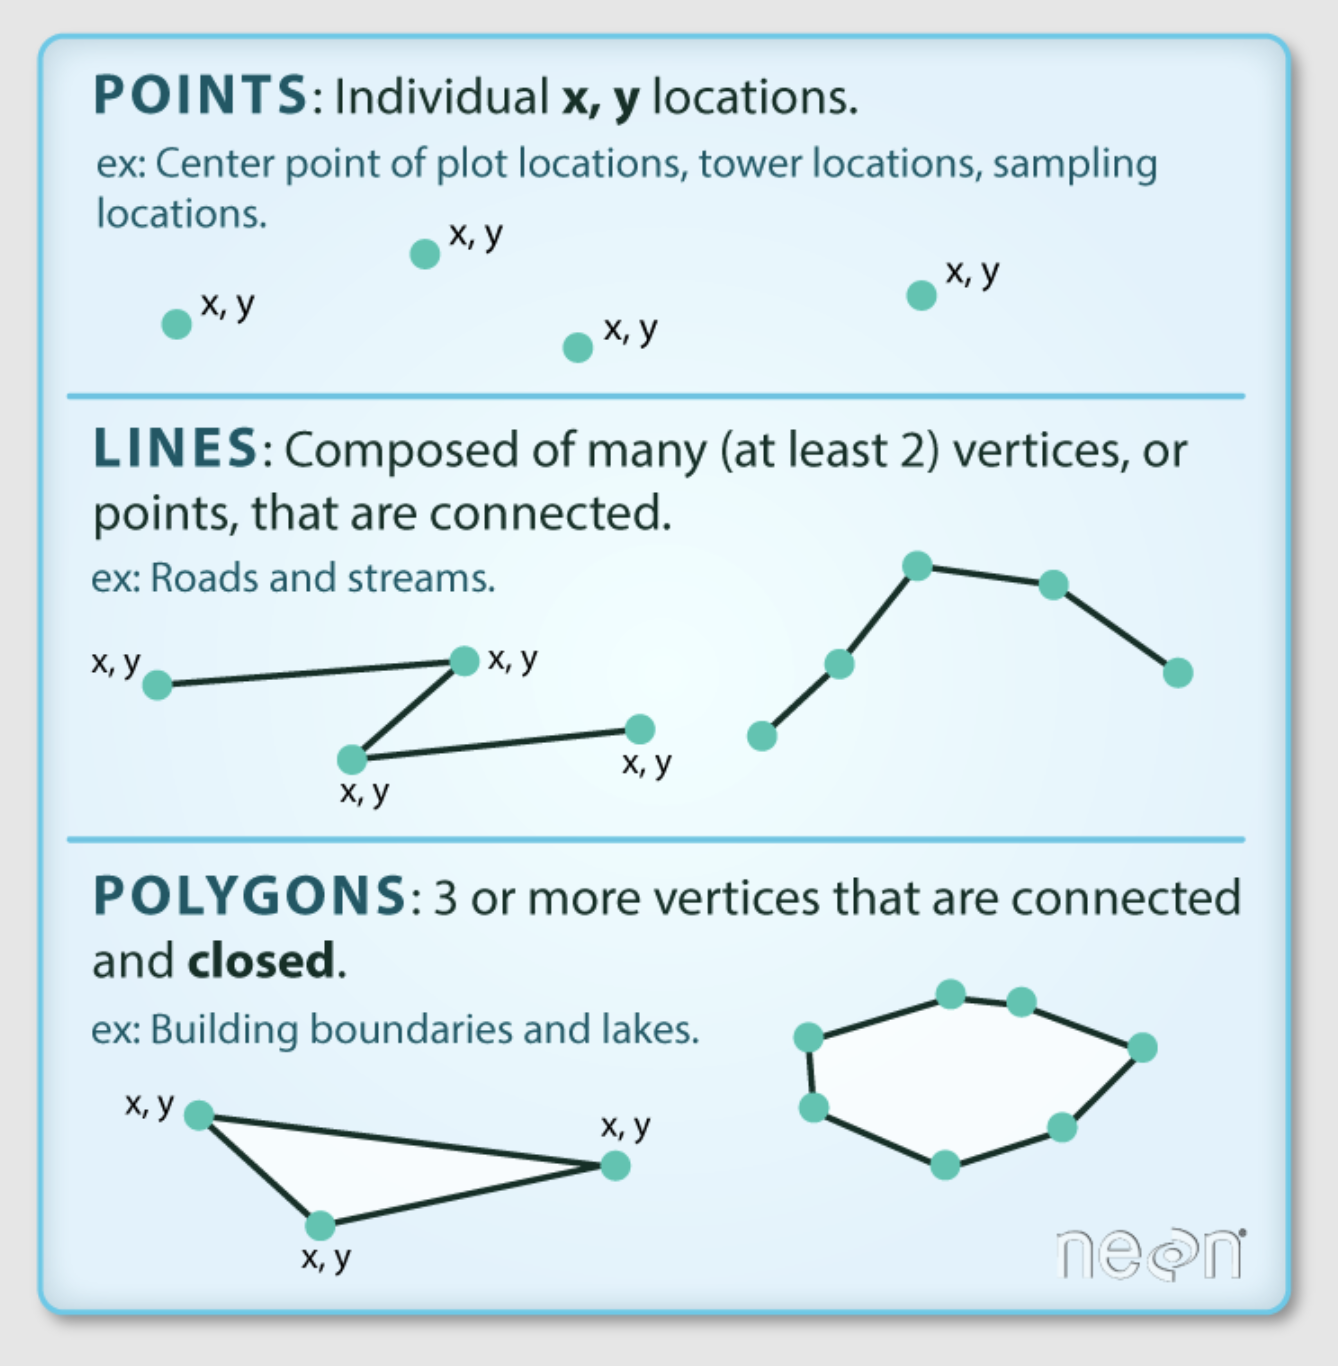 POINTS: Individual x, y locations.
ex: Center point of plot locations, tower locations, sampling
locations.
x, y
x, y
x, y
x, y
LINES: Composed of many (at least 2) vertices, or
points, that are connected.
ex: Roads and streams.
x, y
x, y
x, y
x, y
POLYGONS: 3 or more vertices that are connected
and closed.
ex: Building boundaries and lakes.
x, y
x, y
x, y
neon